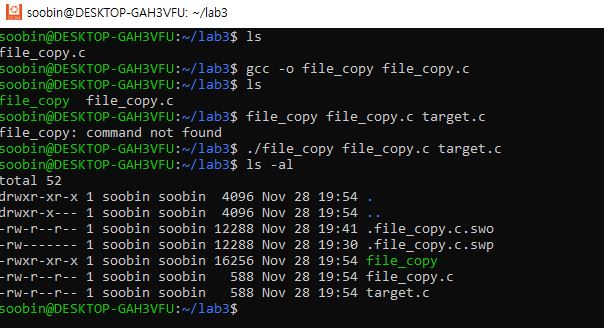 soobin@DESKTOP-GAH3VFU: ~/lab3
soobin@DESKTOP-GAH3VFU:~/lab3$ ls
file_copy.c
soobin@DESKTOP-GAH3VFU:~/lab3$ gcc -o file_copy file_copy.c
soobin@DESKTOP-GAH3VFU:~/lab3$ ls
file_copy  file_copy.c
soobin@DESKTOP-GAH3VFU:~/lab3$ file_copy file_copy.c target.c
file_copy: command not found
soobin@DESKTOP-GAH3VFU:~/lab3$ ./file_copy file_copy.c target.c
soobin@DESKTOP-GAH3VFU:~/lab3$ ls -al
total 52
drwxr-xr-x 1 soobin soobin  4096 Nov 28 19:54 .
drwxr-x--- 1 soobin soobin  4096 Nov 28 19:54 ..
-rw-r--r-- 1 soobin soobin 12288 Nov 28 19:41 .file_copy.c.swo
-rw------- 1 soobin soobin 12288 Nov 28 19:30 .file_copy.c.swp
-rwxr-xr-x 1 soobin soobin 16256 Nov 28 19:54 file_copy
-rw-r--r-- 1 soobin soobin   588 Nov 28 19:54 file_copy.c
-rw-r--r-- 1 soobin soobin   588 Nov 28 19:54 target.c
soobin@DESKTOP-GAH3VFU:~/lab3$